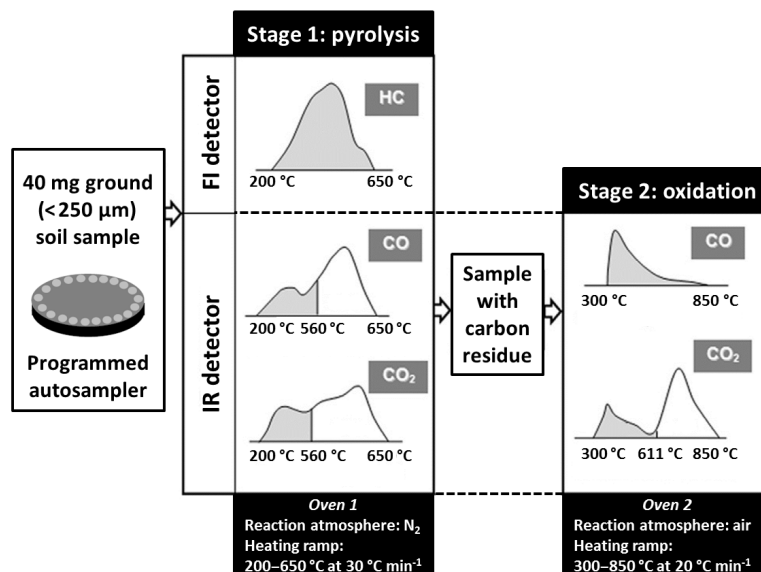 Stage 1: pyrolysis
FI detector
HC
200 °C
650 °C
40 mg ground
(<250 µm)
soil sample
Programmed
autosampler
IR detector
CO
200 °C
560 °C
650 °C
CO₂
200 °C
560 °C
650 °C
Oven 1
Reaction atmosphere: N₂
Heating ramp:
200–650 °C at 30 °C min⁻¹
Sample
with
carbon
residue
Stage 2: oxidation
CO
300 °C
850 °C
CO₂
300 °C
611 °C
850 °C
Oven 2
Reaction atmosphere: air
Heating ramp:
300–850 °C at 20 °C min⁻¹